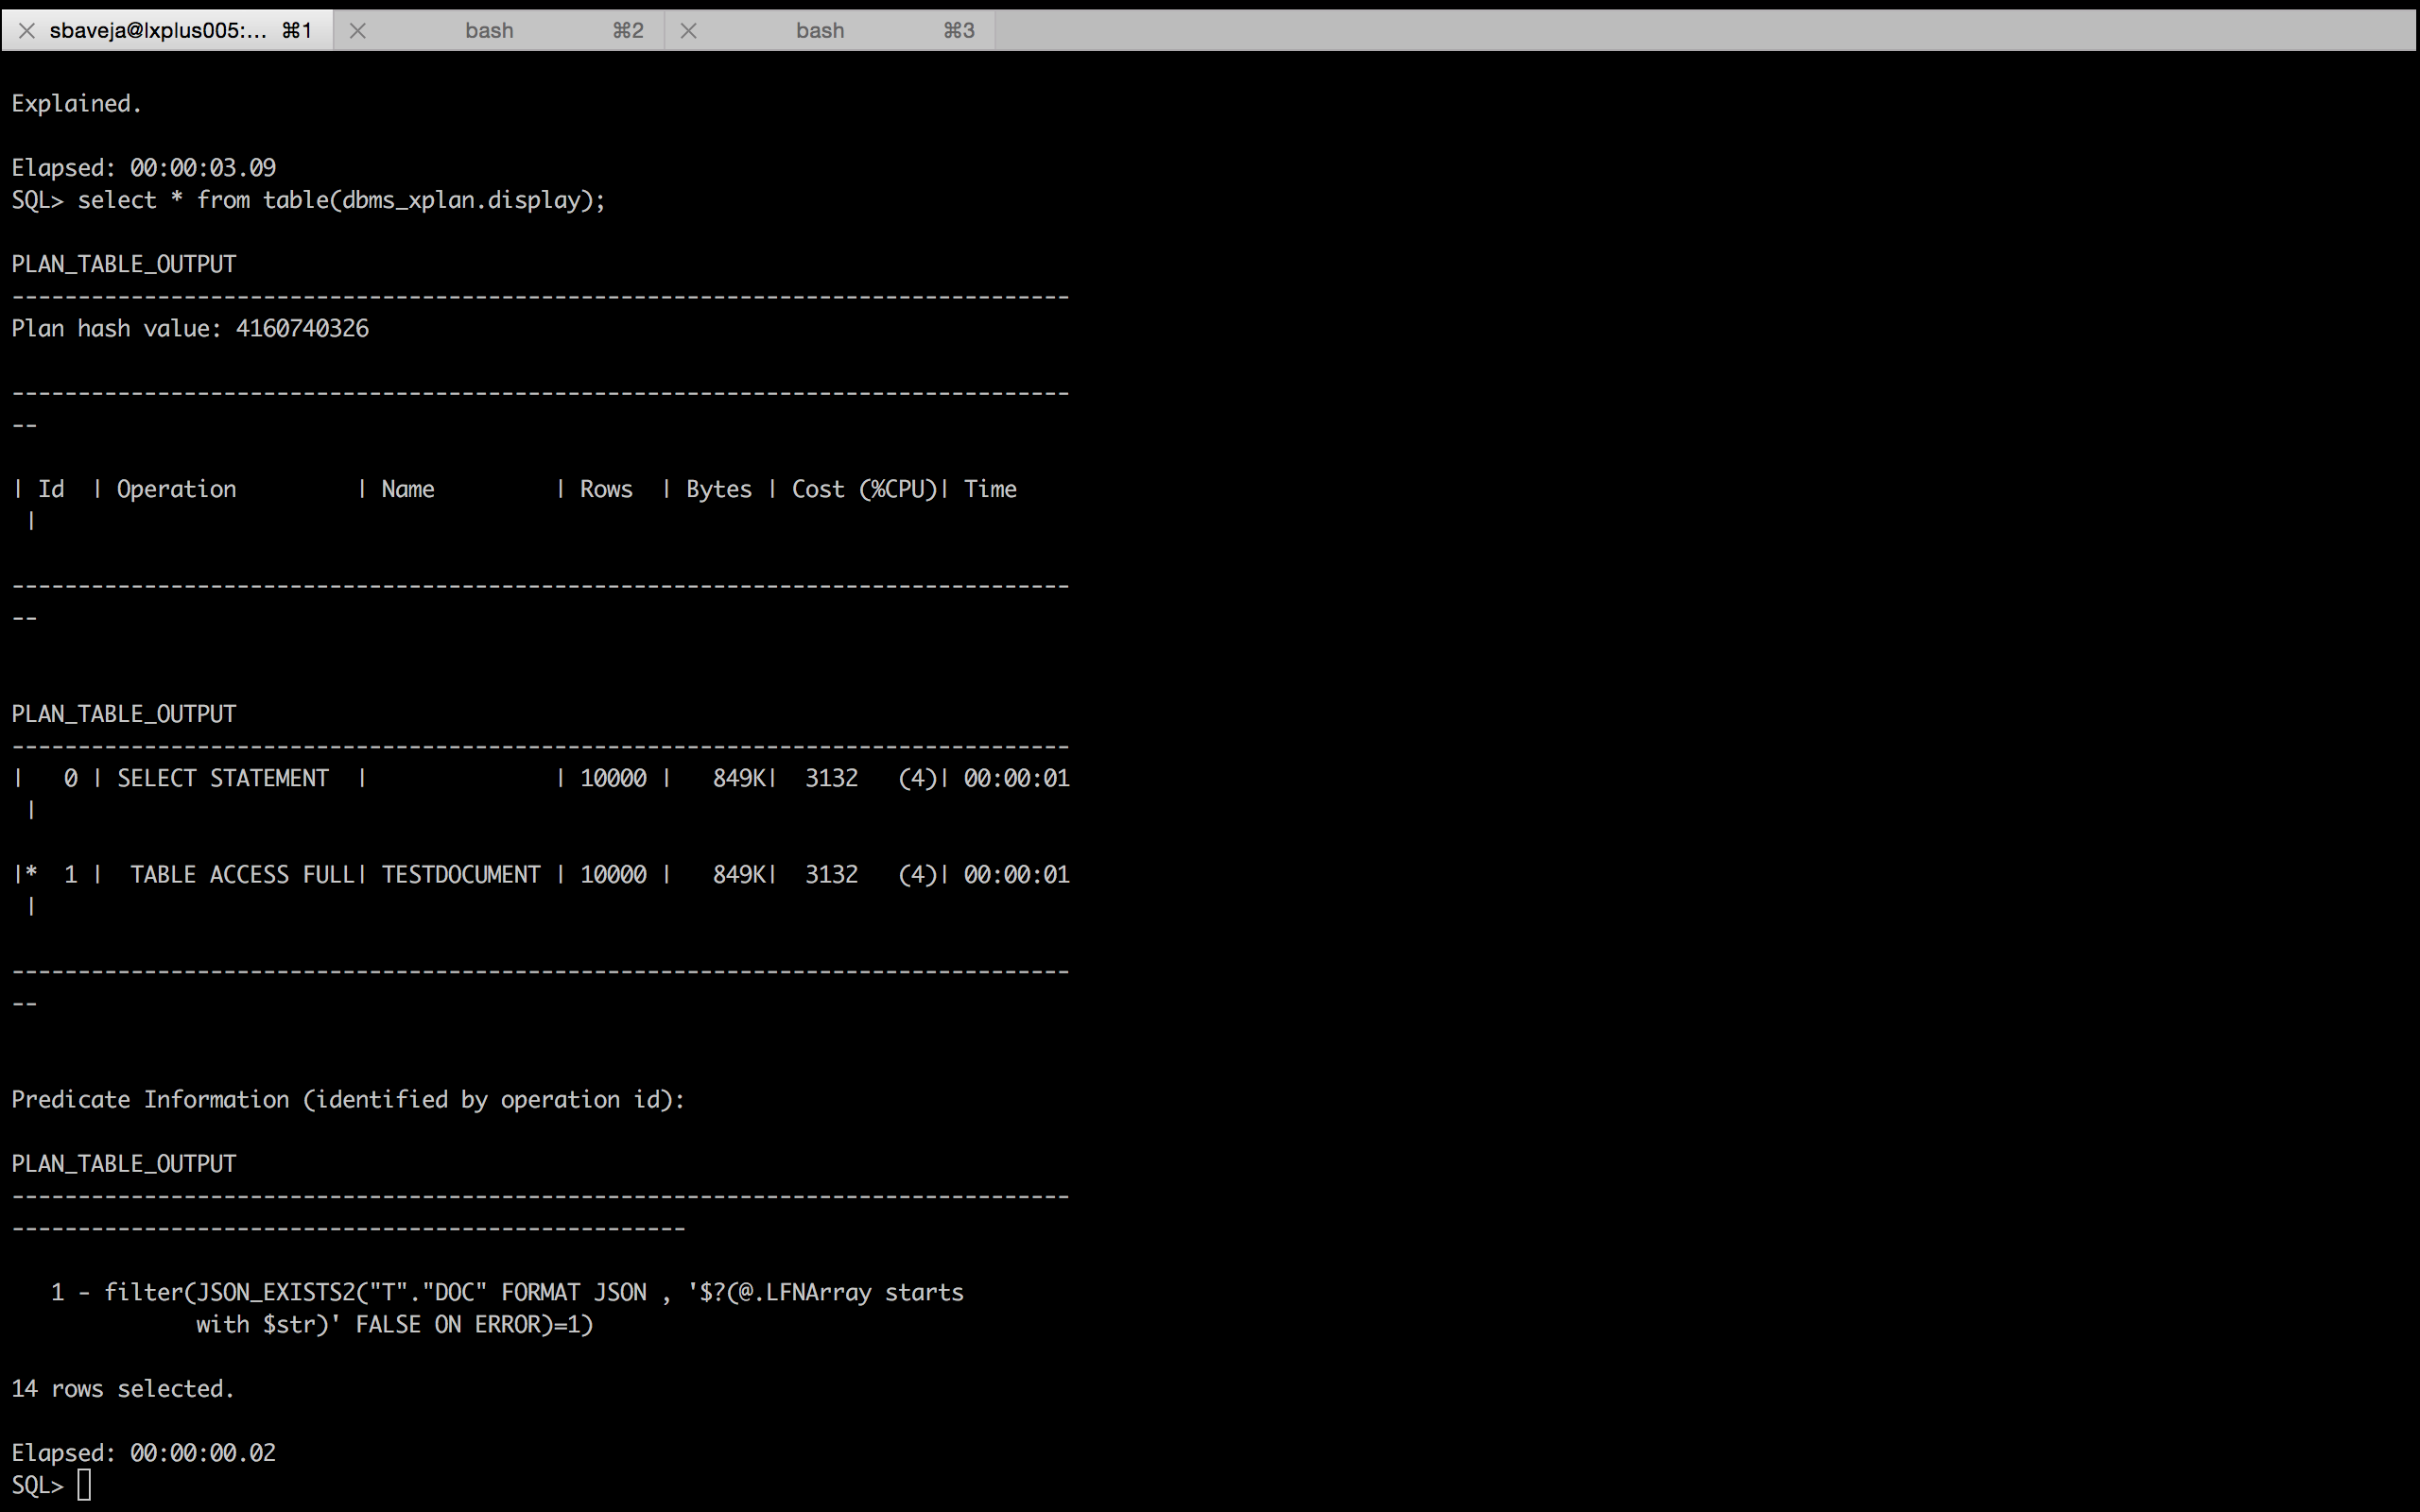 sbaveja@lxplus005:... ⌘1 bash ⌘2 bash ⌘3
Explained.
Elapsed: 00:00:03.09
SQL> select * from table(dbms_xplan.display);
PLAN_TABLE_OUTPUT
--------------------------------------------------------------------------------
Plan hash value: 4160740326
--------------------------------------------------------------------------------
--
| Id  | Operation         | Name         | Rows  | Bytes | Cost (%CPU)| Time
 |
--------------------------------------------------------------------------------
--
PLAN_TABLE_OUTPUT
--------------------------------------------------------------------------------
|   0 | SELECT STATEMENT  |              | 10000 |   849K|  3132   (4)| 00:00:01
 |
|*  1 |  TABLE ACCESS FULL| TESTDOCUMENT | 10000 |   849K|  3132   (4)| 00:00:01
 |
--------------------------------------------------------------------------------
--
Predicate Information (identified by operation id):
PLAN_TABLE_OUTPUT
--------------------------------------------------------------------------------
---------------------------------------------------
   1 - filter(JSON_EXISTS2("T"."DOC" FORMAT JSON , '$?(@.LFNArray starts
              with $str)' FALSE ON ERROR)=1)
14 rows selected.
Elapsed: 00:00:00.02
SQL>